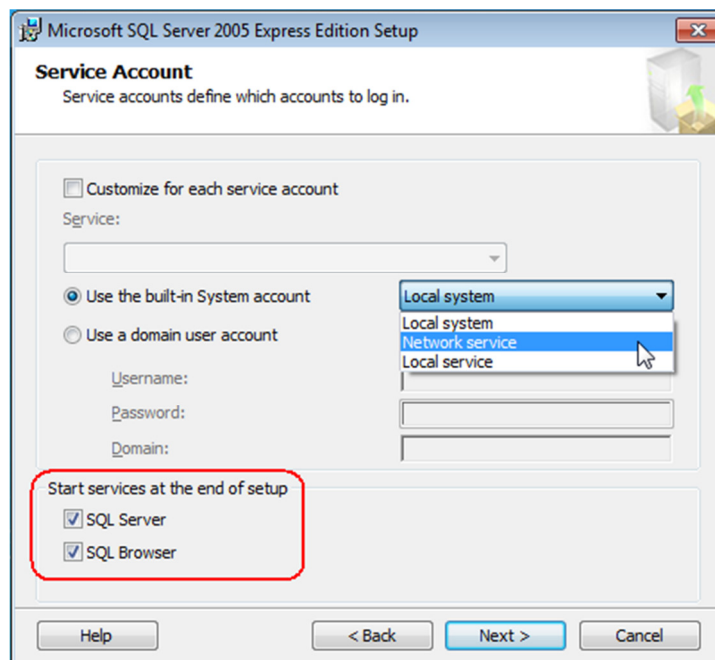 Microsoft SQL Server 2005 Express Edition Setup
Service Account
Service accounts define which accounts to log in.
Customize for each service account
Service:
Use the built-in System account
Local system
Local system
Network service
Local service
Use a domain user account
Username:
Password:
Domain:
Start services at the end of setup
SQL Server
SQL Browser
Help
< Back
Next >
Cancel